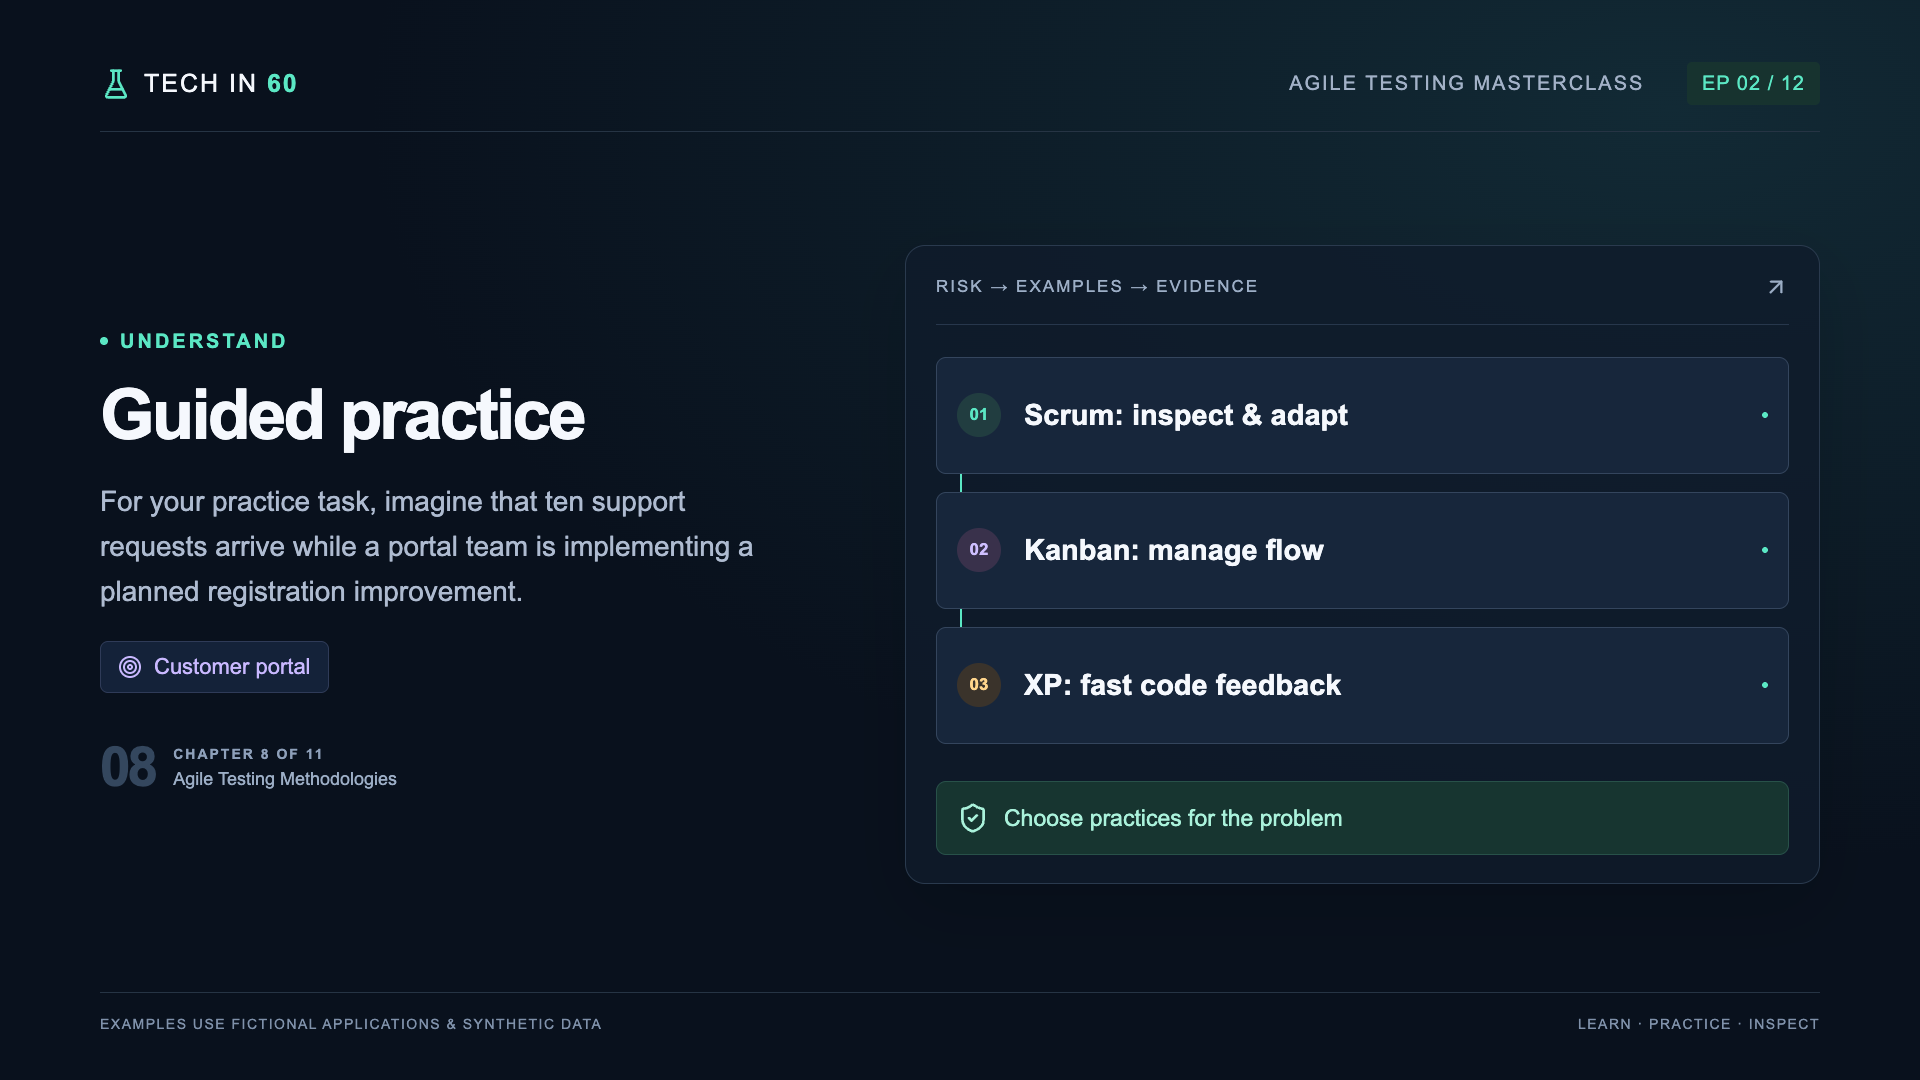 TECH IN 60
AGILE TESTING MASTERCLASS
EP 02 / 12
UNDERSTAND
Guided practice
For your practice task, imagine that ten support
requests arrive while a portal team is implementing a
planned registration improvement.
Customer portal
08
CHAPTER 8 OF 11
Agile Testing Methodologies
RISK → EXAMPLES → EVIDENCE
01
Scrum: inspect & adapt
02
Kanban: manage flow
03
XP: fast code feedback
Choose practices for the problem
EXAMPLES USE FICTIONAL APPLICATIONS & SYNTHETIC DATA
LEARN · PRACTICE · INSPECT